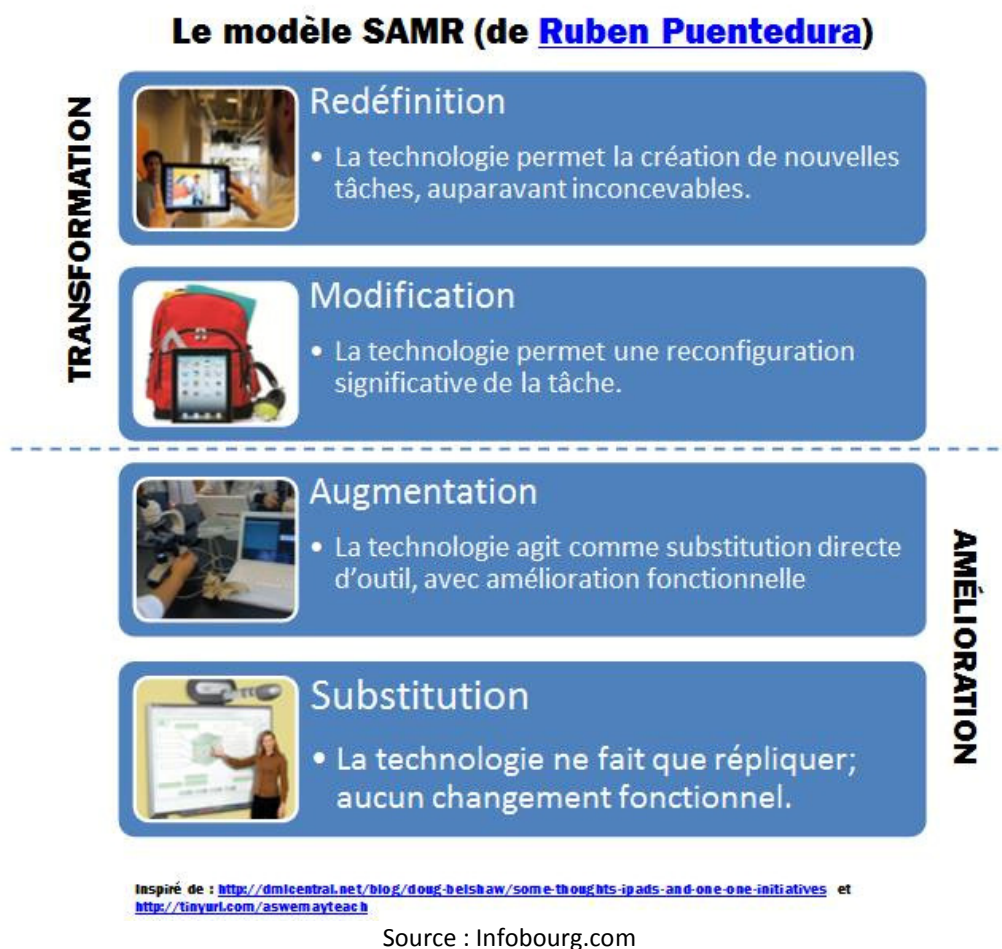 Le modèle SAMR (de Ruben Puentedura)
TRANSFORMATION
Redéfinition
• La technologie permet la création de nouvelles
tâches, auparavant inconcevables.
Modification
• La technologie permet une reconfiguration
significative de la tâche.
AMÉLIORATION
Augmentation
• La technologie agit comme substitution directe
d’outil, avec amélioration fonctionnelle
Substitution
• La technologie ne fait que répliquer;
aucun changement fonctionnel.
Inspiré de : http://dmlcentral.net/blog/doug-belshaw/some-thoughts-ipads-and-one-one-initiatives et
http://tinyurl.com/aswemayteach
Source : Infobourg.com